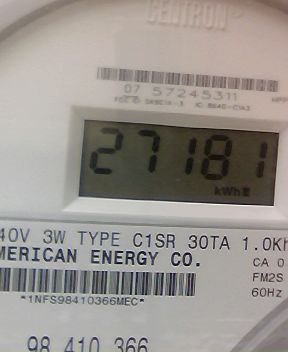 CENTRON®
07 57245311
27181
kWh
40V 3W TYPE C1SR 30TA 1.0Kh
MERICAN ENERGY CO.
CA 0
FM2S
60Hz
*1NFS98410366MEC*
98 410 366